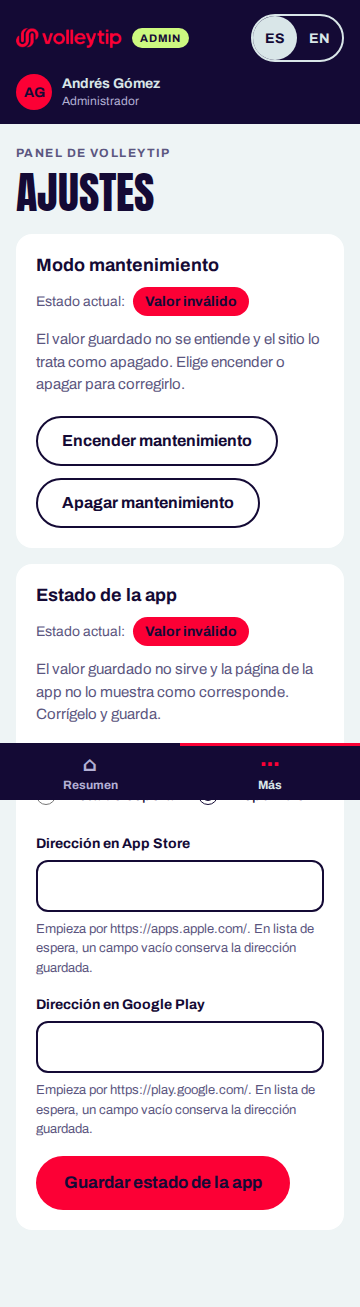 volleytip ADMIN ES EN
AG Andrés Gómez
Administrador
PANEL DE VOLLEYTIP
AJUSTES
Modo mantenimiento
Estado actual: Valor inválido
El valor guardado no se entiende y el sitio lo
trata como apagado. Elige encender o
apagar para corregirlo.
Encender mantenimiento
Apagar mantenimiento
Estado de la app
Estado actual: Valor inválido
El valor guardado no sirve y la página de la
app no lo muestra como corresponde.
Corrígelo y guarda.
Resumen Más
Dirección en App Store
Empieza por https://apps.apple.com/. En lista de
espera, un campo vacío conserva la dirección
guardada.
Dirección en Google Play
Empieza por https://play.google.com/. En lista de
espera, un campo vacío conserva la dirección
guardada.
Guardar estado de la app